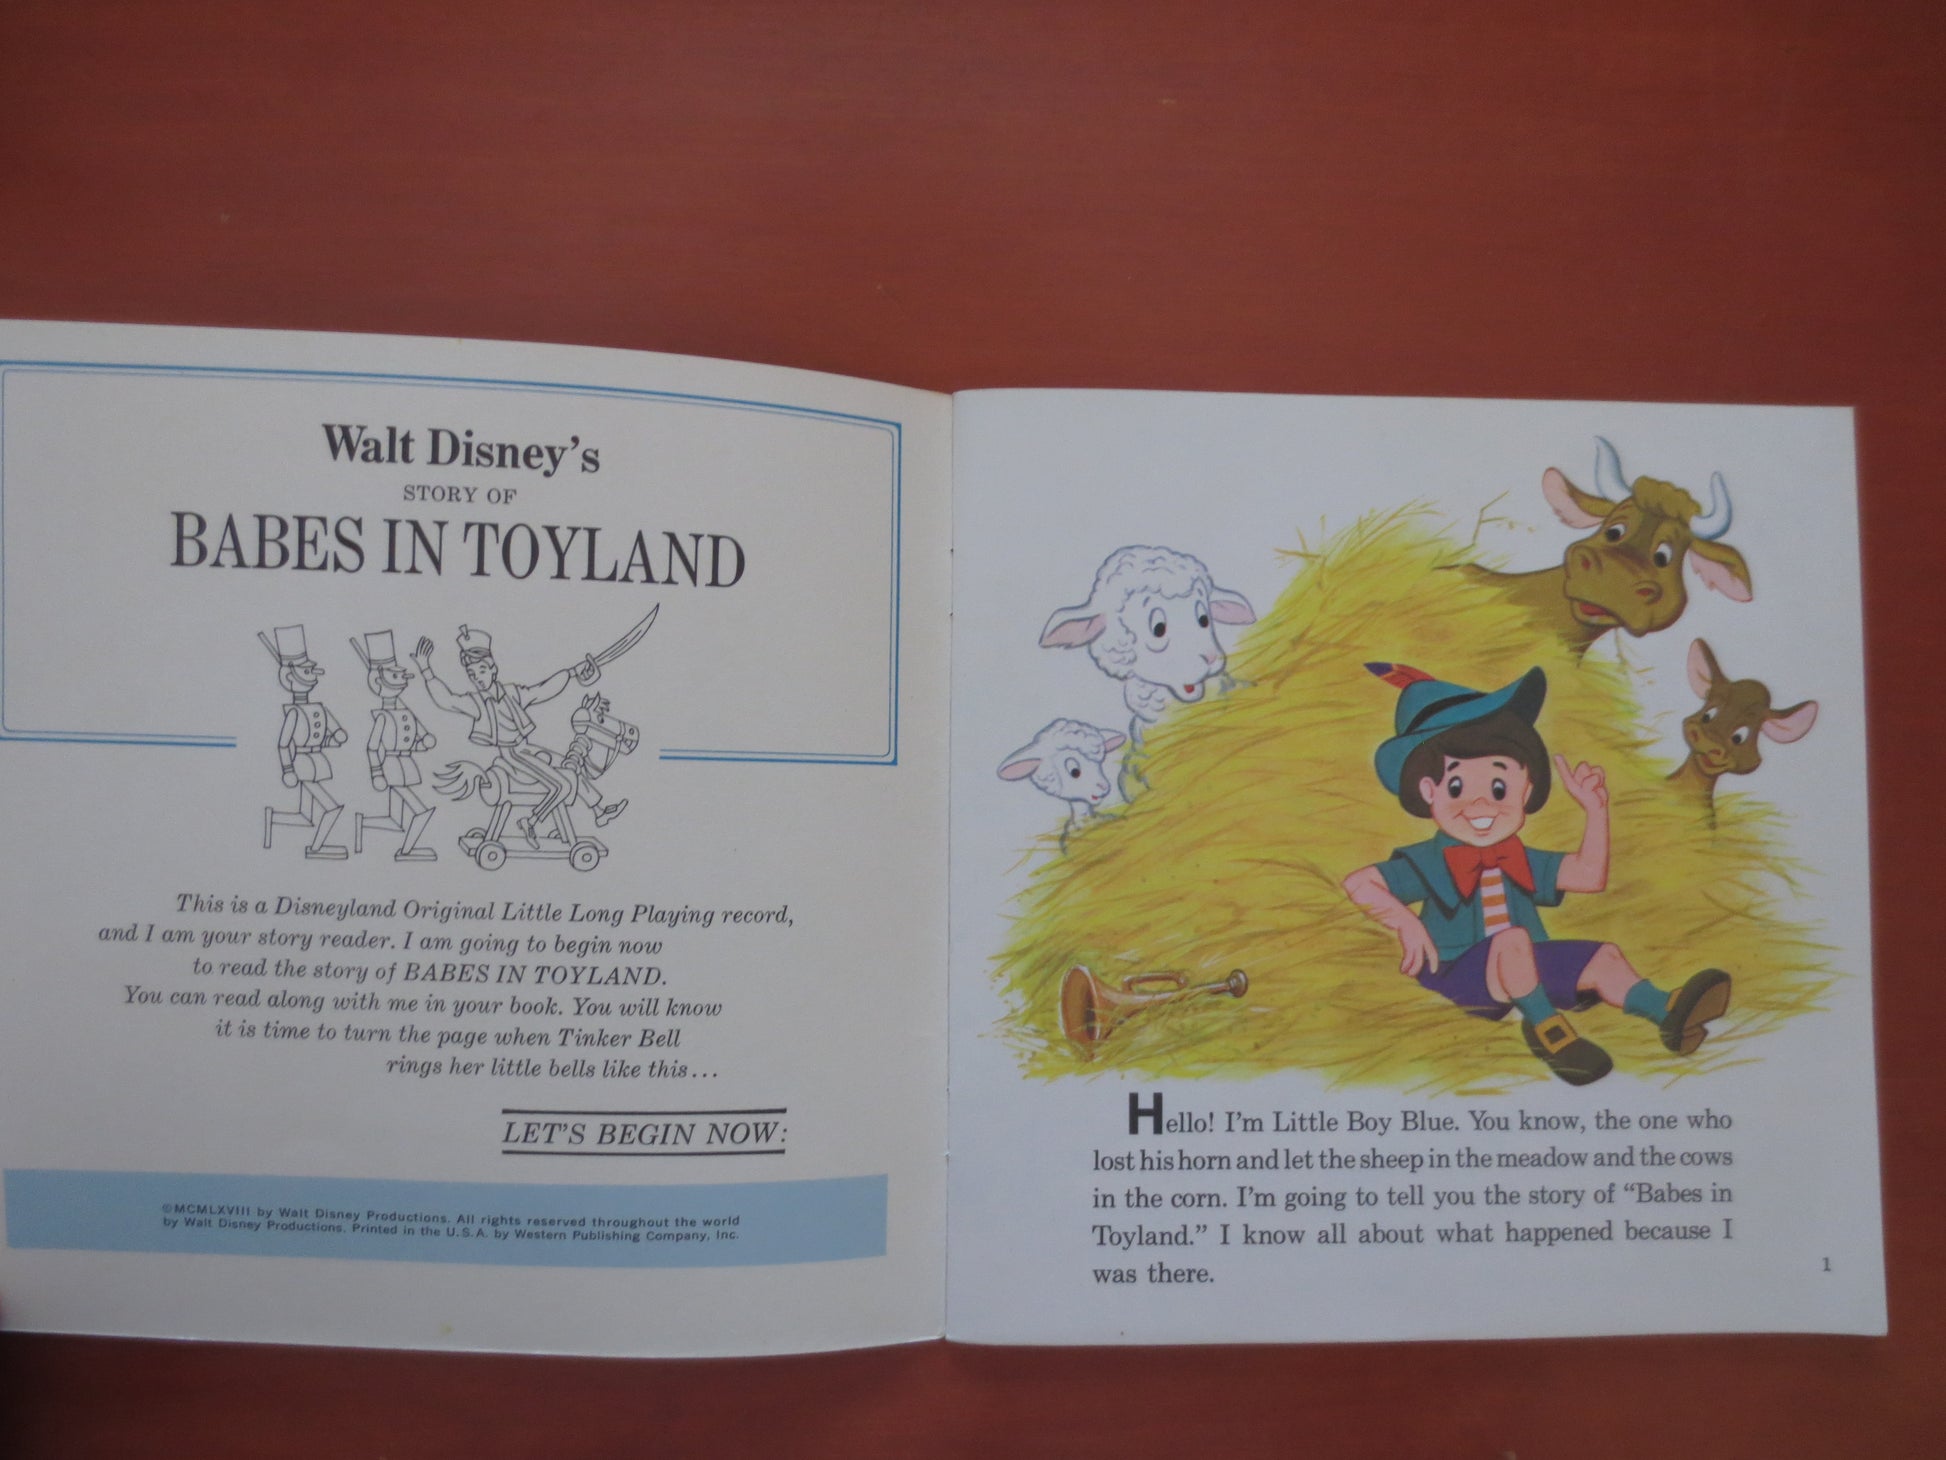 Walt Disney's
STORY OF
BABES IN TOYLAND
This is a Disneyland Original Little Long Playing record,
and I am your story reader. I am going to begin now
to read the story of BABES IN TOYLAND.
You can read along with me in your book. You will know
it is time to turn the page when Tinker Bell
rings her little bells like this...
LET'S BEGIN NOW:
©MCMLXVIII by Walt Disney Productions. All rights reserved throughout the world
by Walt Disney Productions. Printed in the U.S.A. by Western Publishing Company, Inc.
Hello! I'm Little Boy Blue. You know, the one who
lost his horn and let the sheep in the meadow and the cows
in the corn. I'm going to tell you the story of “Babes in
Toyland.” I know all about what happened because I
was there.
1